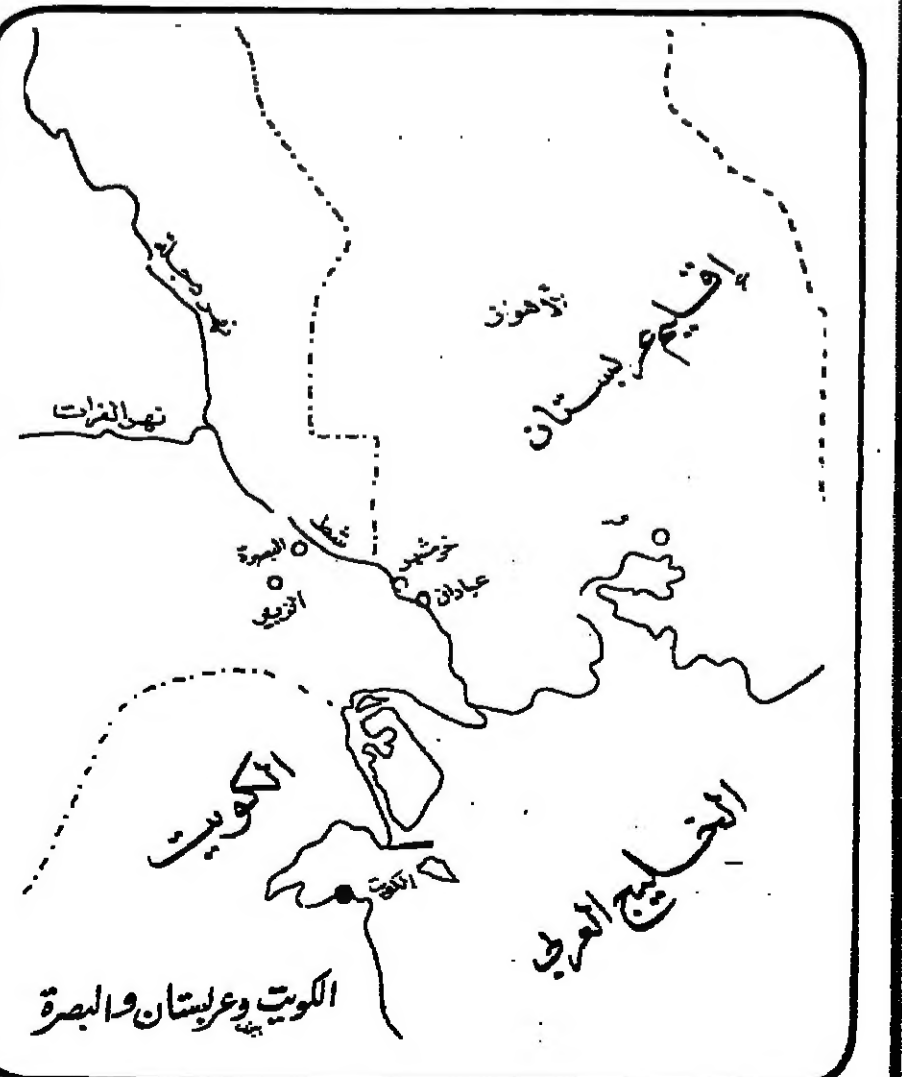 نهر دجلة
الأهواز
إقليم عربستان
نهر الفرات
شط
البصرة
الزبير
خرمشهر
عبادان
الكويت
الكويت
الخليج العربي
الكويت وعربستان والبصرة